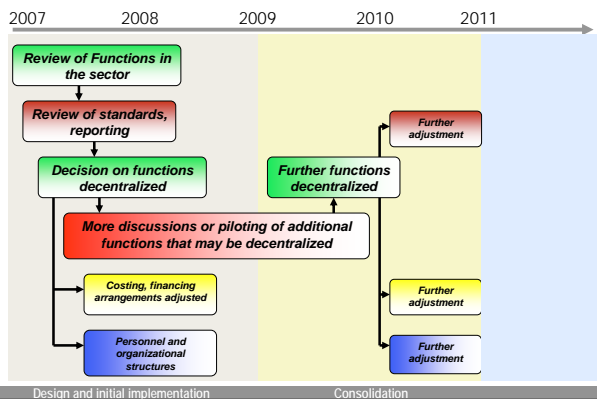 2007 2008 2009 2010 2011
Review of Functions in
the sector
Review of standards,
reporting
Further
adjustment
Decision on functions
decentralized
Further functions
decentralized
More discussions or piloting of additional
functions that may be decentralized
Costing, financing
arrangements adjusted
Further
adjustment
Personnel and
organizational
structures
Further
adjustment
Design and initial implementation Consolidation